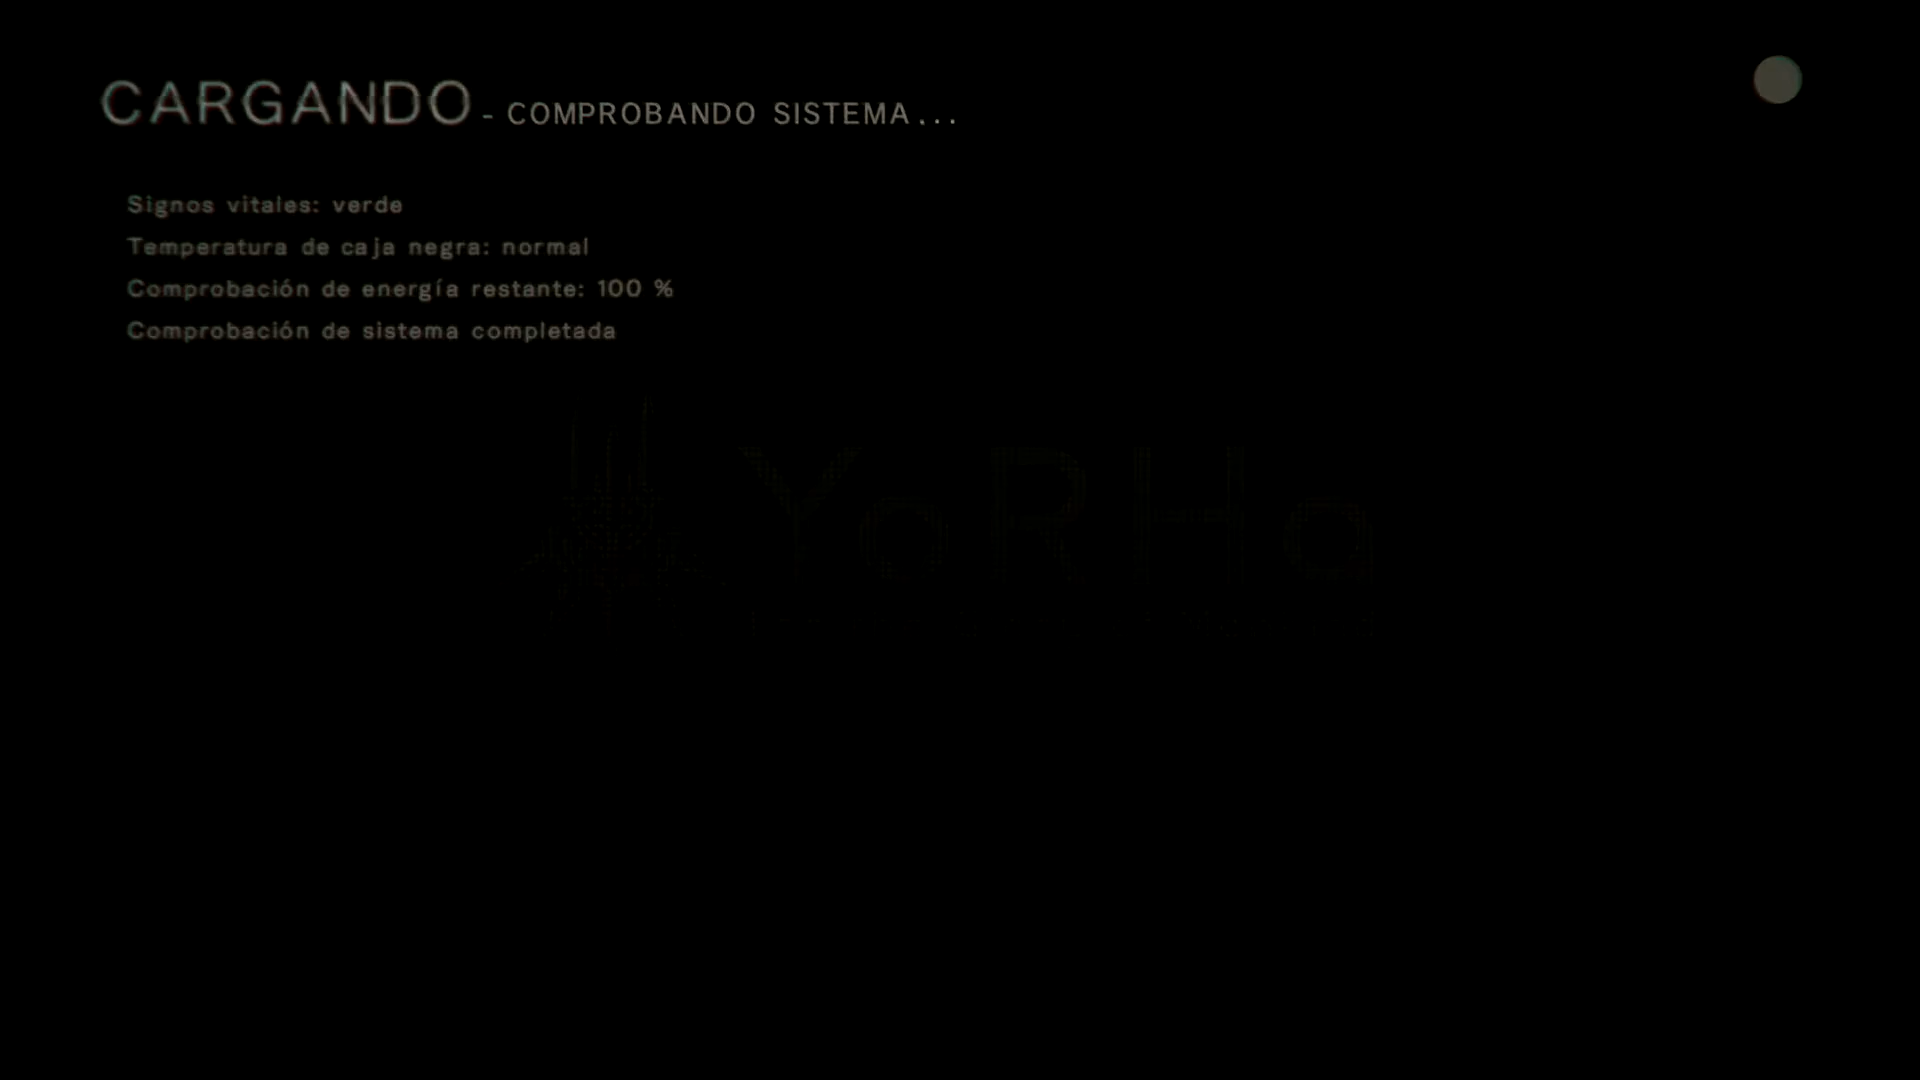 CARGANDO - COMPROBANDO SISTEMA...
Signos vitales: verde
Temperatura de caja negra: normal
Comprobación de energía restante: 100 %
Comprobación de sistema completada
YoRHa